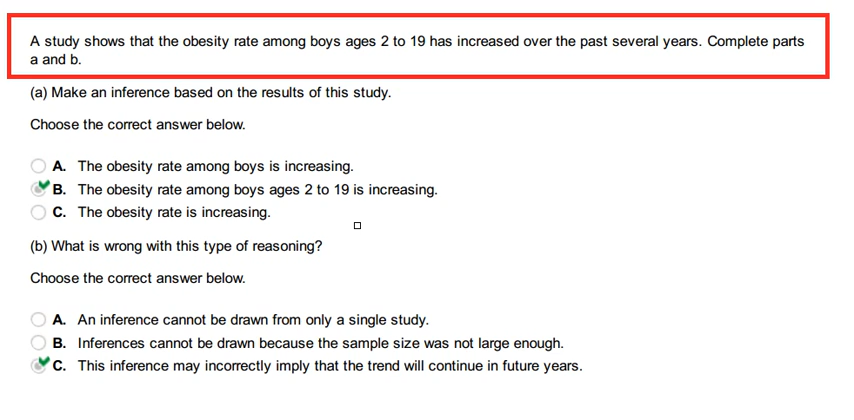 A study shows that the obesity rate among boys ages 2 to 19 has increased over the past several years. Complete parts
a and b.
(a) Make an inference based on the results of this study.
Choose the correct answer below.
A. The obesity rate among boys is increasing.
B. The obesity rate among boys ages 2 to 19 is increasing.
C. The obesity rate is increasing.
(b) What is wrong with this type of reasoning?
Choose the correct answer below.
A. An inference cannot be drawn from only a single study.
B. Inferences cannot be drawn because the sample size was not large enough.
C. This inference may incorrectly imply that the trend will continue in future years.